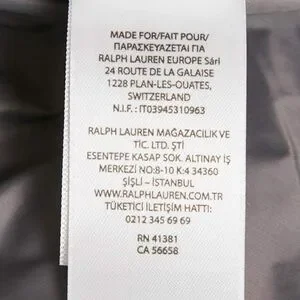 MADE FOR/FAIT POUR/
ΠΑΡΑΣΚΕΥΑΖΕΤΑΙ ΓΙΑ
RALPH LAUREN EUROPE Sárl
24 ROUTE DE LA GALAISE
1228 PLAN-LES-OUATES,
SWITZERLAND
N.I.F. : IT03945310963
RALPH LAUREN MAĞAZACILIK VE
TİC. LTD. ŞTİ
ESENTEPE KASAP SOK. ALTINAY İŞ
MERKEZİ NO:8-10 K:4 34360
ŞİŞLİ – İSTANBUL
WWW.RALPHLAUREN.COM.TR
TÜKETİCİ İLETİŞİM HATTI:
0212 345 69 69
RN 41381
CA 56658